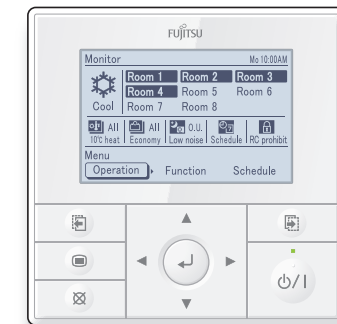 FUJITSU
Monitor Mo 10:00AM
Room 1 Room 2 Room 3
Room 4 Room 5 Room 6
Cool Room 7 Room 8
All All O.U.
10°C heat Economy Low noise Schedule RC prohibit
Menu
Operation Function Schedule